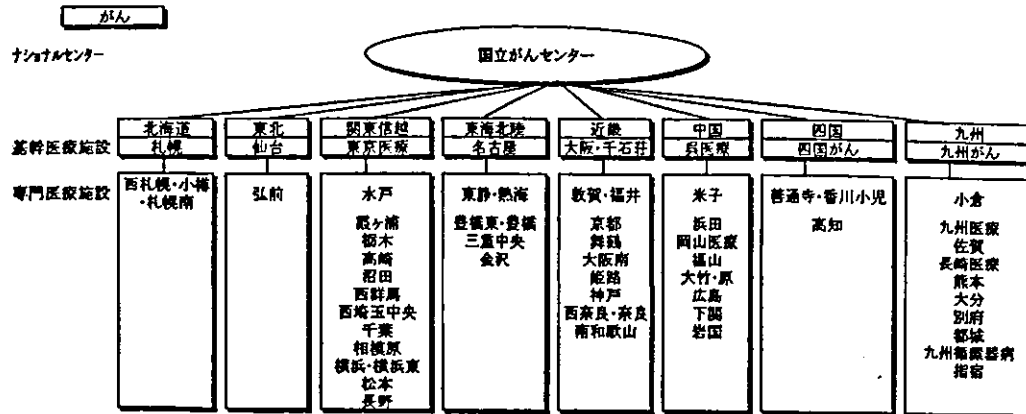 がん
ナショナルセンター
国立がんセンター
北海道
東北
関東信越
東海北陸
近畿
中国
四国
九州
基幹医療施設
札幌
仙台
東京医療
名古屋
大阪・千石荘
呉医療
四国がん
九州がん
専門医療施設
西札幌・小樽
・札幌南
弘前
水戸
霞ヶ浦
栃木
高崎
沼田
西群馬
西埼玉中央
千葉
相模原
横浜・横浜東
松本
長野
東静・熱海
豊橋東・豊橋
三重中央
金沢
敦賀・福井
京都
舞鶴
大阪南
姫路
神戸
西奈良・奈良
南和歌山
米子
浜田
岡山医療
福山
大竹・原
広島
下関
岩国
善通寺・香川小児
高知
小倉
九州医療
佐賀
長崎医療
熊本
大分
別府
都城
九州循環器病
指宿